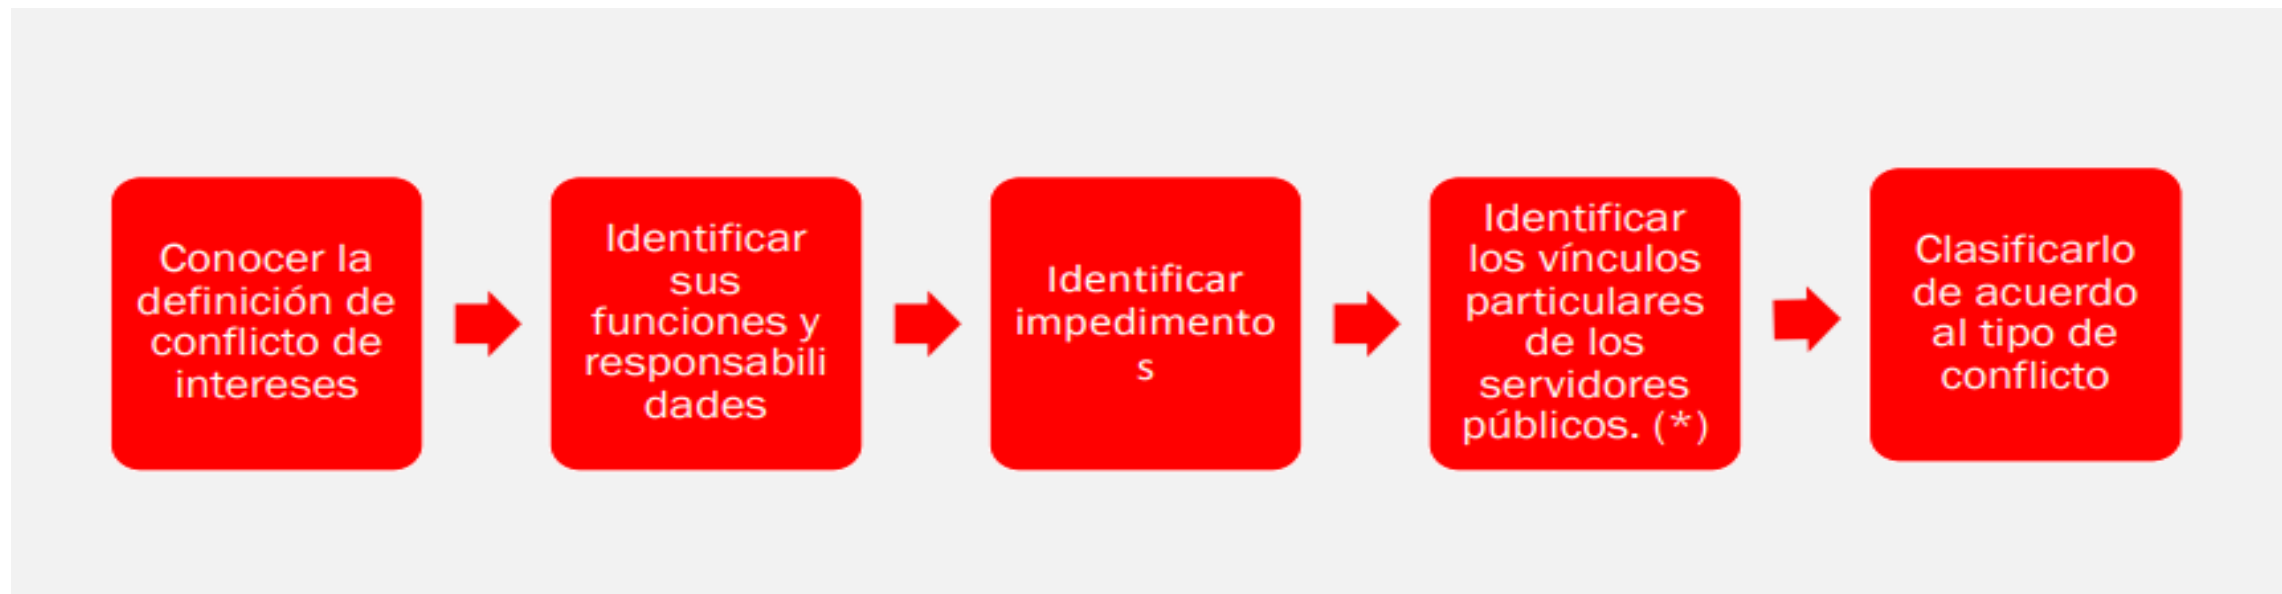 Conocer la
definición de
conflicto de
intereses
Identificar
sus
funciones y
responsabili
dades
Identificar
impedimento
s
Identificar
los vínculos
particulares
de los
servidores
públicos. (*)
Clasificarlo
de acuerdo
al tipo de
conflicto